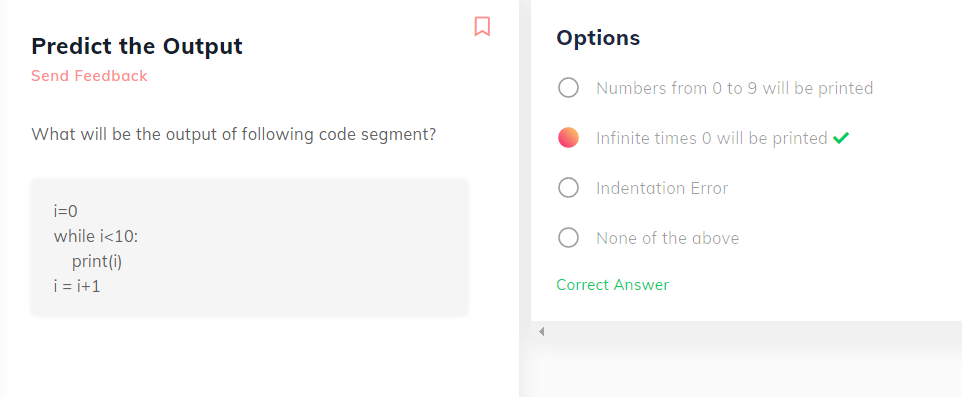 Predict the Output
Send Feedback
What will be the output of following code segment?
i=0
while i<10:
    print(i)
i = i+1
Options
Numbers from 0 to 9 will be printed
Infinite times 0 will be printed
Indentation Error
None of the above
Correct Answer